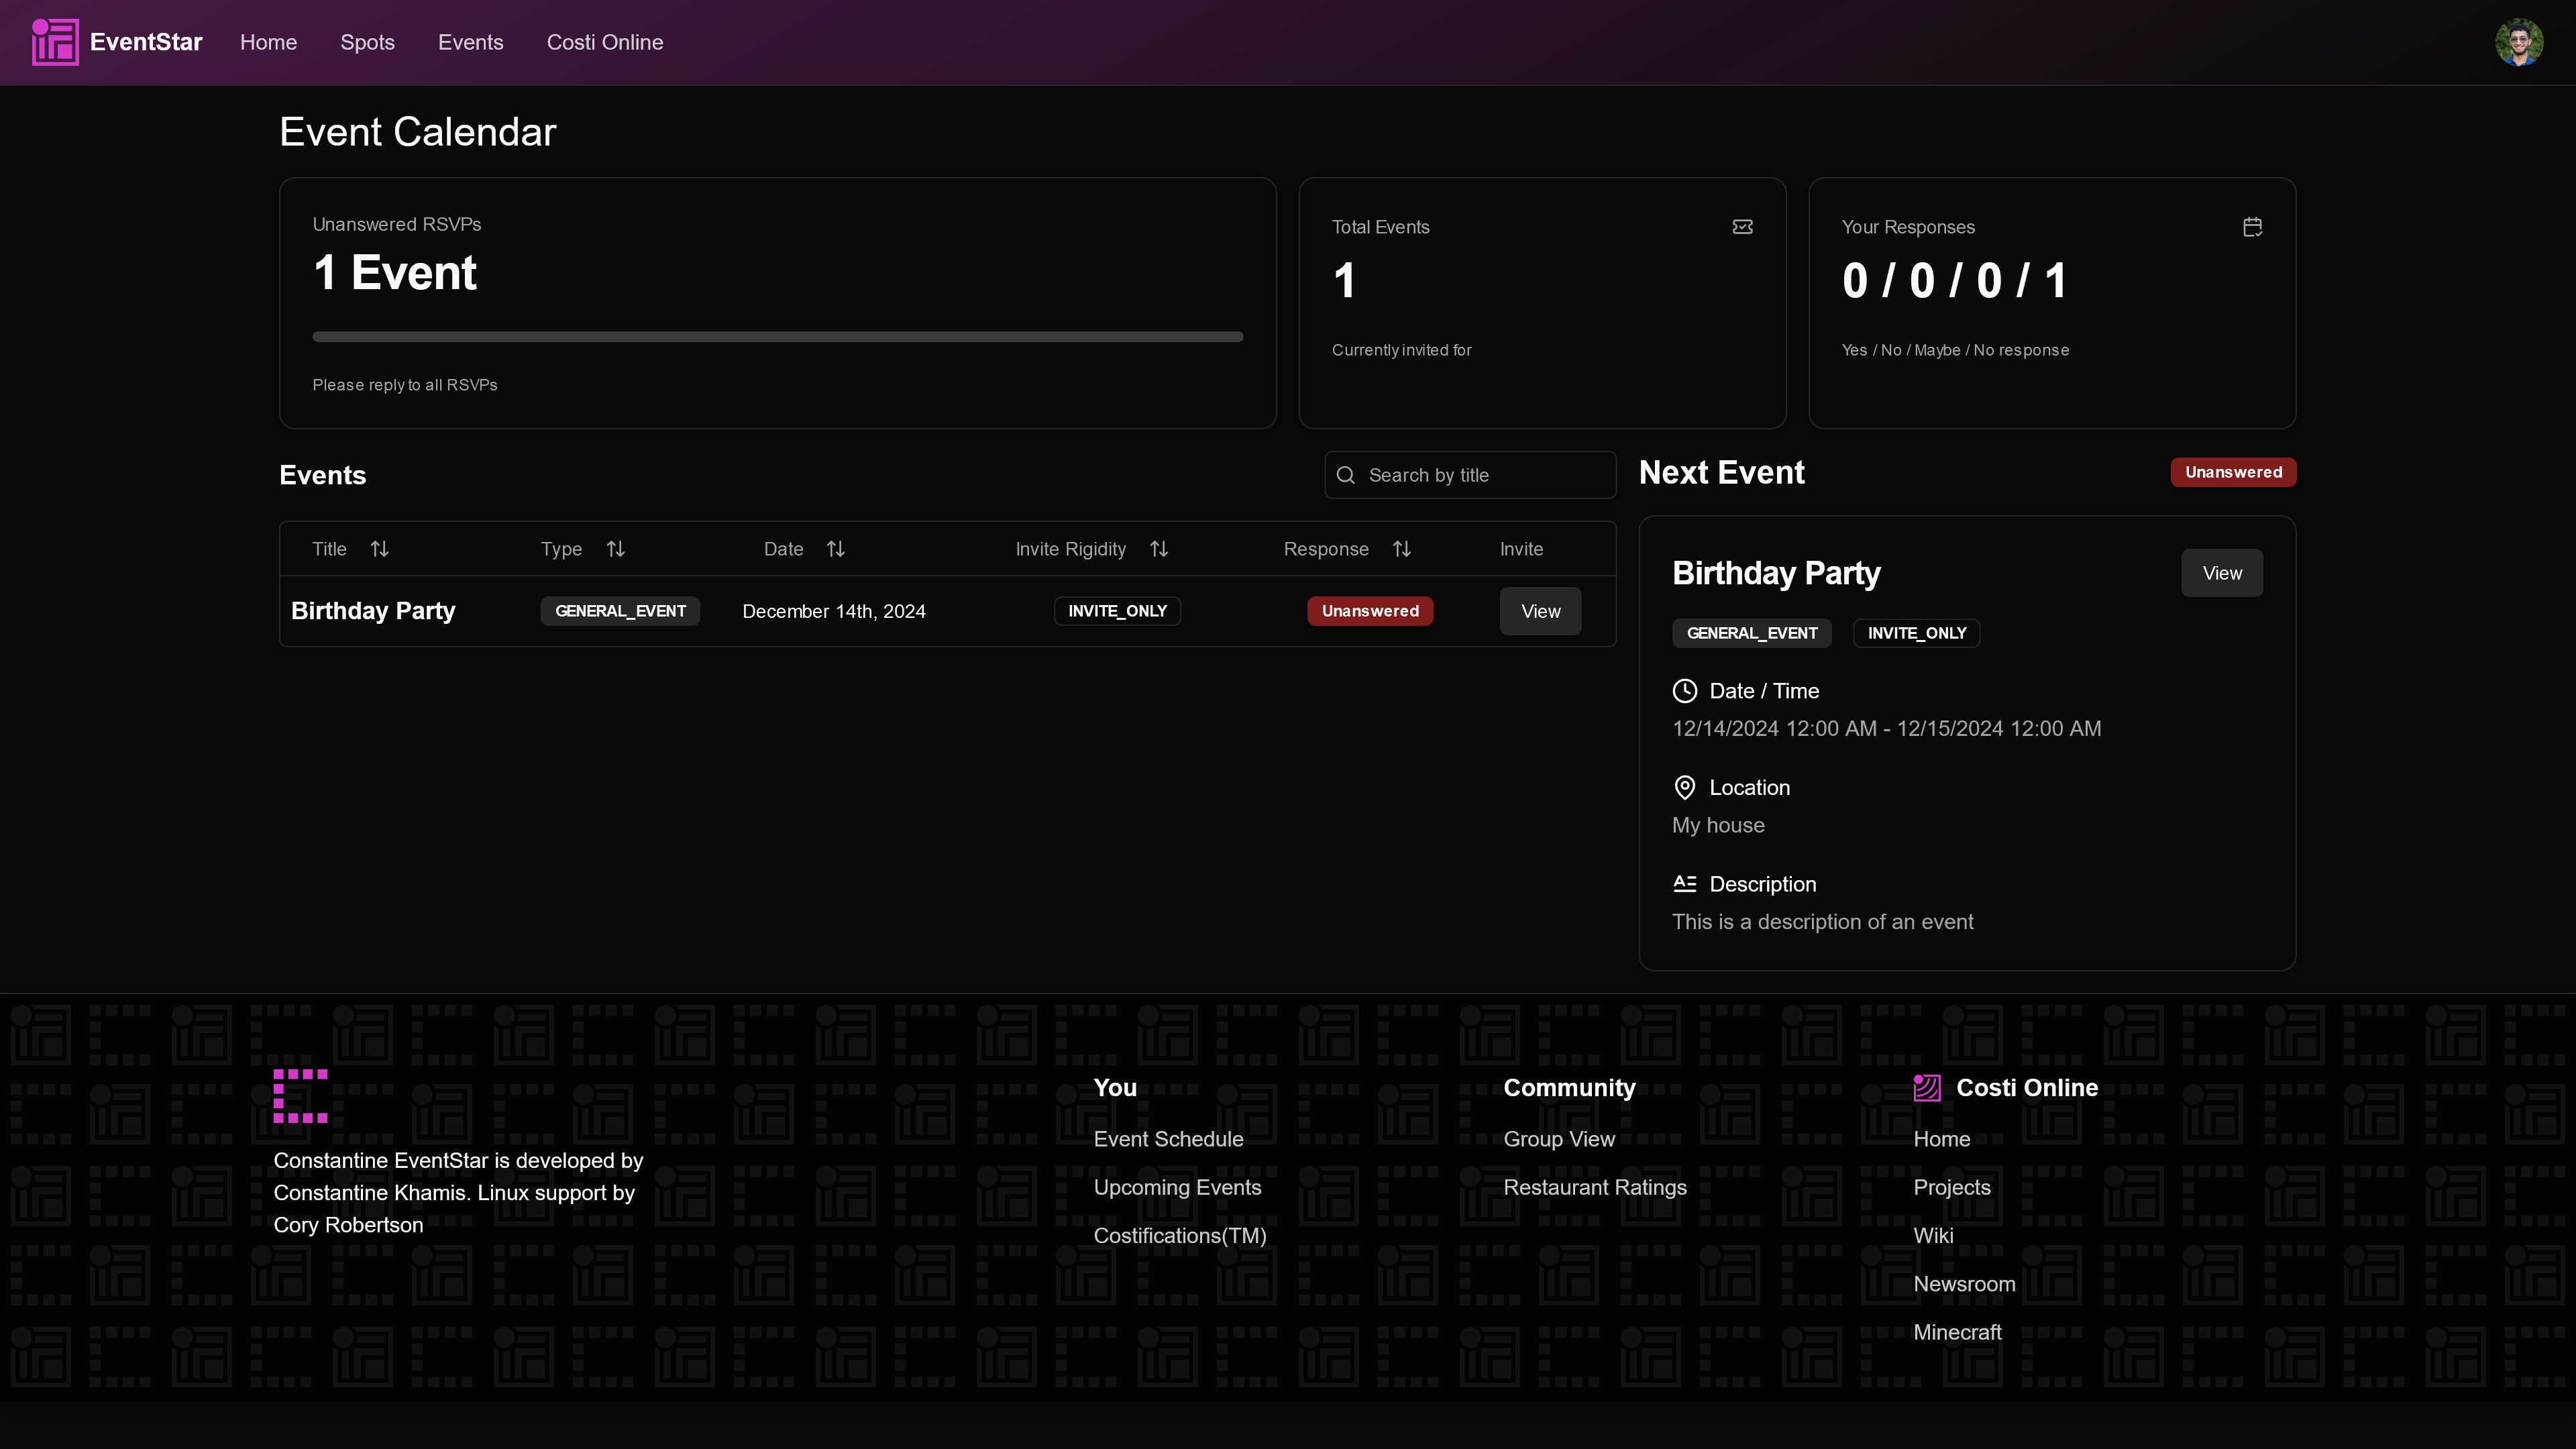 EventStar
Home
Spots
Events
Costi Online
Event Calendar
Unanswered RSVPs
1 Event
Please reply to all RSVPs
Total Events
1
Currently invited for
Your Responses
0 / 0 / 0 / 1
Yes / No / Maybe / No response
Events
Search by title
Title
Type
Date
Invite Rigidity
Response
Invite
Birthday Party
GENERAL_EVENT
December 14th, 2024
INVITE_ONLY
Unanswered
View
Next Event
Unanswered
Birthday Party
View
GENERAL_EVENT
INVITE_ONLY
Date / Time
12/14/2024 12:00 AM - 12/15/2024 12:00 AM
Location
My house
Description
This is a description of an event
Constantine EventStar is developed by
Constantine Khamis. Linux support by
Cory Robertson
You
Event Schedule
Upcoming Events
Costifications(TM)
Community
Group View
Restaurant Ratings
Costi Online
Home
Projects
Wiki
Newsroom
Minecraft